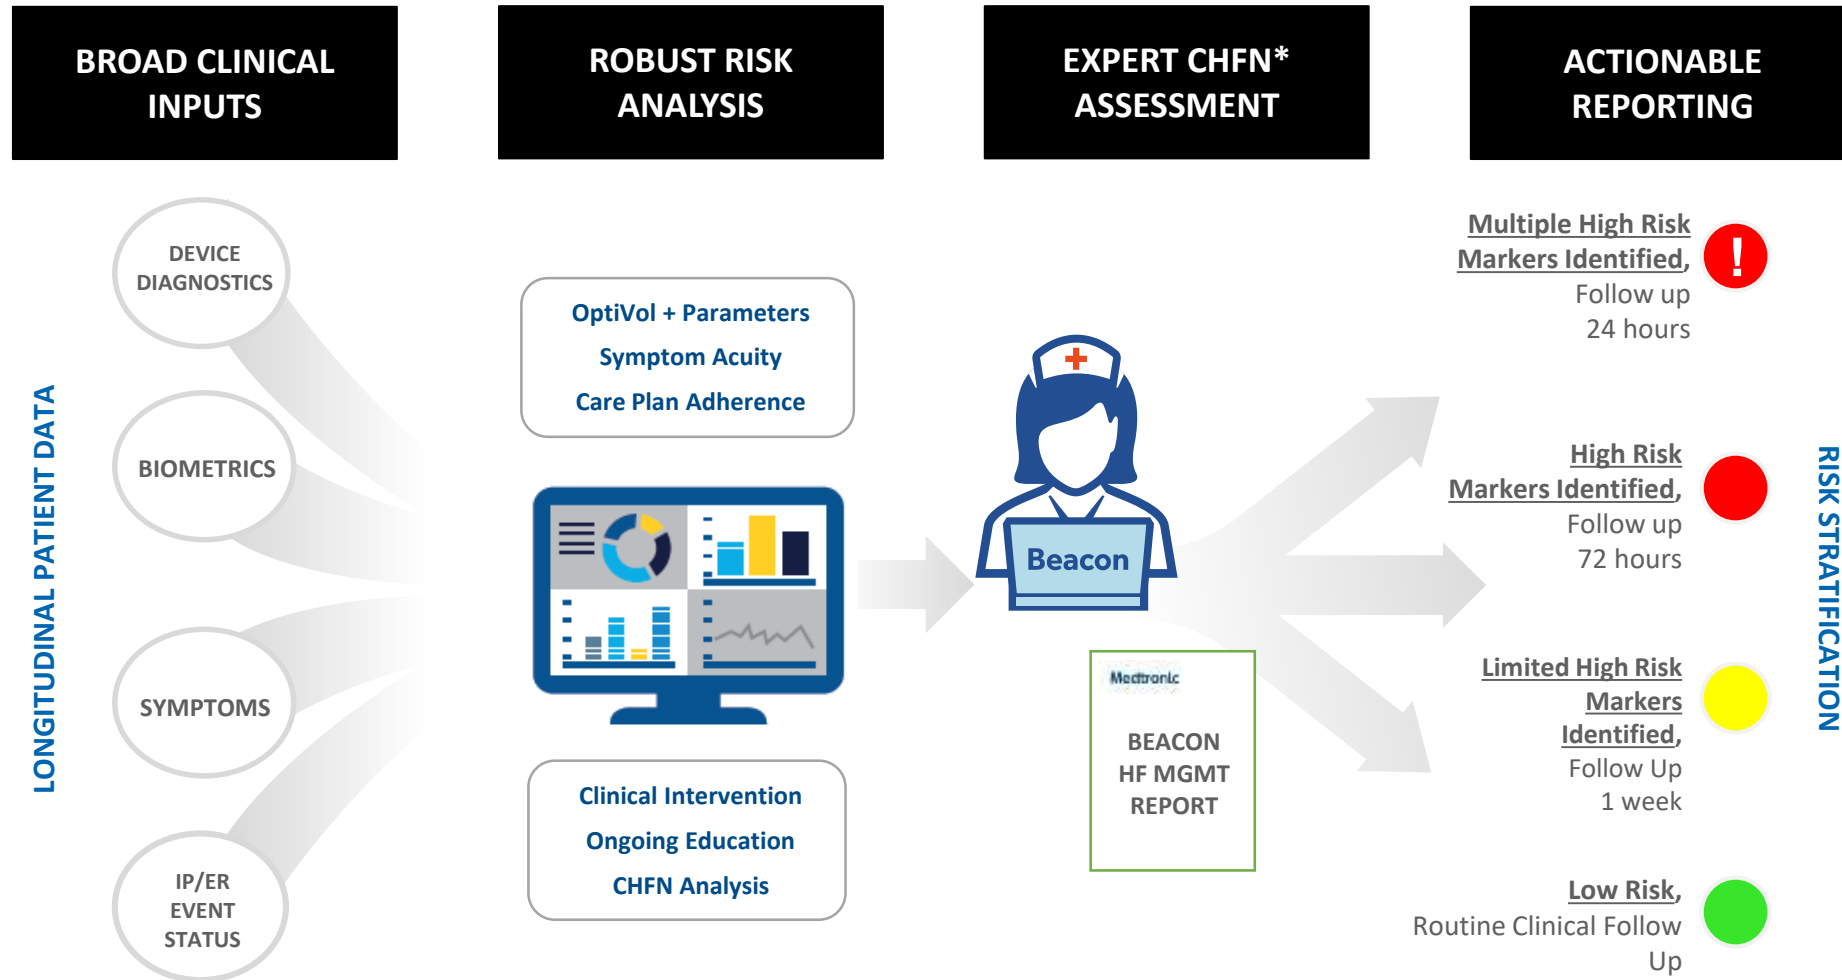 BROAD CLINICAL
INPUTS
ROBUST RISK
ANALYSIS
EXPERT CHFN*
ASSESSMENT
ACTIONABLE
REPORTING
LONGITUDINAL PATIENT DATA
DEVICE
DIAGNOSTICS
BIOMETRICS
SYMPTOMS
IP/ER
EVENT
STATUS
OptiVol + Parameters
Symptom Acuity
Care Plan Adherence
Clinical Intervention
Ongoing Education
CHFN Analysis
Beacon
Medtronic
BEACON
HF MGMT
REPORT
Multiple High Risk
Markers Identified,
Follow up
24 hours
!
High Risk
Markers Identified,
Follow up
72 hours
Limited High Risk
Markers
Identified,
Follow Up
1 week
Low Risk,
Routine Clinical Follow
Up
RISK STRATIFICATION